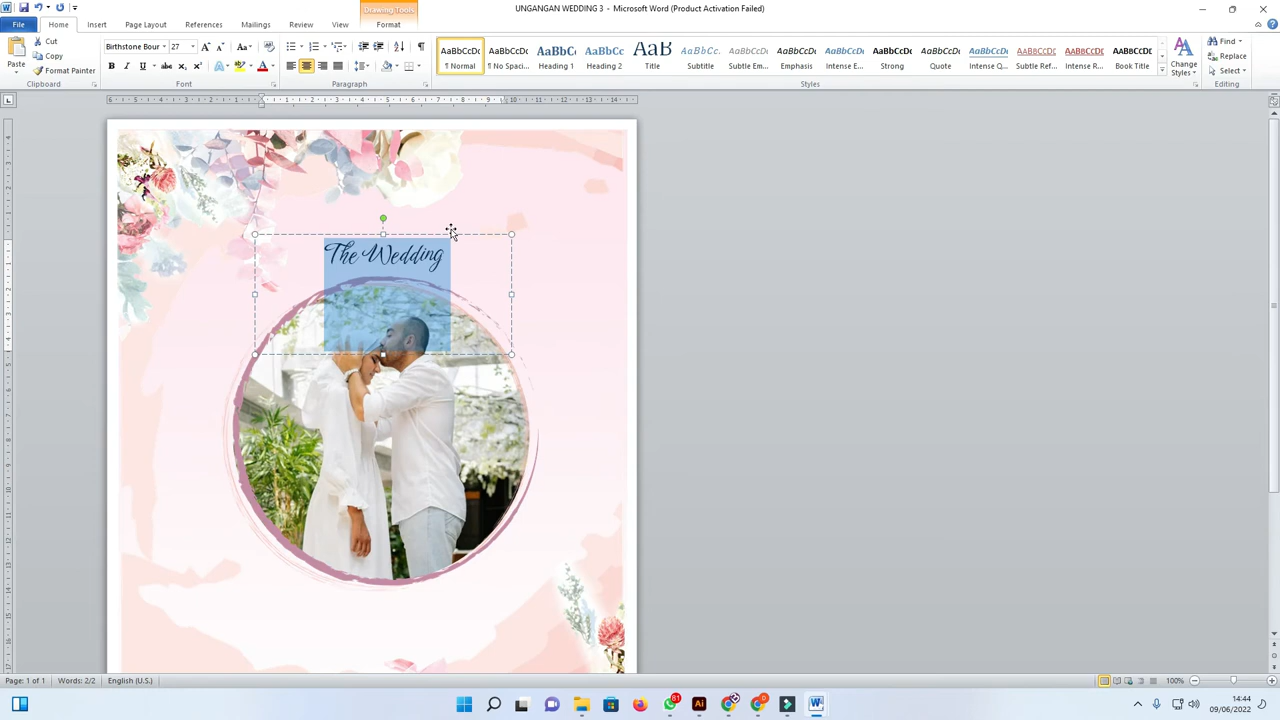 UNGANGAN WEDDING 3 - Microsoft Word (Product Activation Failed)
Drawing Tools
File Home Insert Page Layout References Mailings Review View Format
Paste
Cut
Copy
Format Painter
Clipboard
Birthstone Bour 27
Font
Paragraph
AaBbCcDc AaBbCcDc AaBbCc AaBbCc AaB AaBbCcL AaBbCcDc AaBbCcDc AaBbCcDc AaBbCcDc AaBbCcDc AaBbCcDc AaBbCcDc AaBbCcDc AaBbCcDc
¶ Normal ¶ No Spaci... Heading 1 Heading 2 Title Subtitle Subtle Em... Emphasis Intense E... Strong Quote Intense Q... Subtle Ref... Intense R... Book Title
Styles
Change
Styles
Find
Replace
Select
Editing
The Wedding
Page: 1 of 1 Words: 2/2 English (U.S.)
100%
81
14:44
09/06/2022